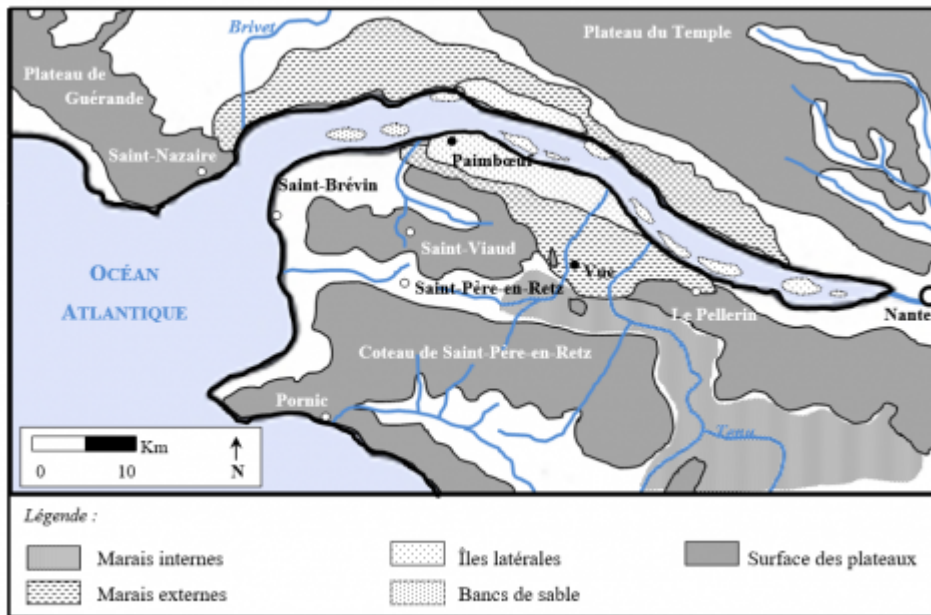 Brivet
Plateau du Temple
Plateau de
Guérande
Saint-Nazaire
Paimbœuf
Saint-Brévin
Saint-Viaud
OCÉAN
ATLANTIQUE
Vue
Saint-Père-en-Retz
Le Pellerin
Nante
Coteau de Saint-Père-en-Retz
Pornic
Tenu
Km
0 10
N
Légende :
Marais internes
Îles latérales
Surface des plateaux
Marais externes
Bancs de sable